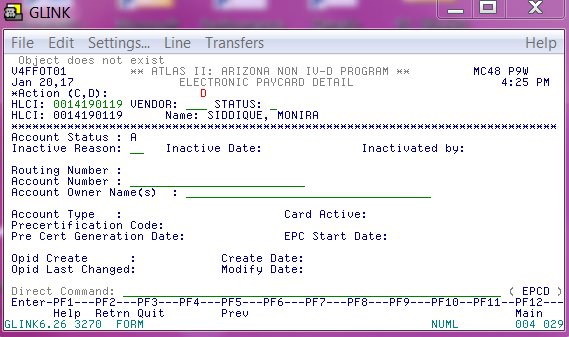 GLINK
File Edit Settings... Line Transfers Help
Object does not exist
V4FFOT01 ** ATLAS II: ARIZONA NON IV-D PROGRAM ** MC48 P9W
Jan 20,17 ELECTRONIC PAYCARD DETAIL 4:25 PM
*Action (C,D): D
HLCI: 0014190119 VENDOR: ___ STATUS: _
HLCI: 0014190119 Name: SIDDIQUE, MONIRA
*******************************************************************************
Account Status : A
Inactive Reason: __ Inactive Date: Inactivated by:
Routing Number :
Account Number : _________________________
Account Owner Name(s) : ___________________________________
Account Type : Card Active:
Precertification Code:
Pre Cert Generation Date: EPC Start Date:
Opid Create : Create Date:
Opid Last Changed: Modify Date:
Direct Command: ______________________________________________________ ( EPCD )
Enter-PF1---PF2---PF3---PF4---PF5---PF6---PF7---PF8---PF9---PF10--PF11--PF12---
Help Retrn Quit Prev Main
GLINK6.26 3270 FORM NUML 004 029